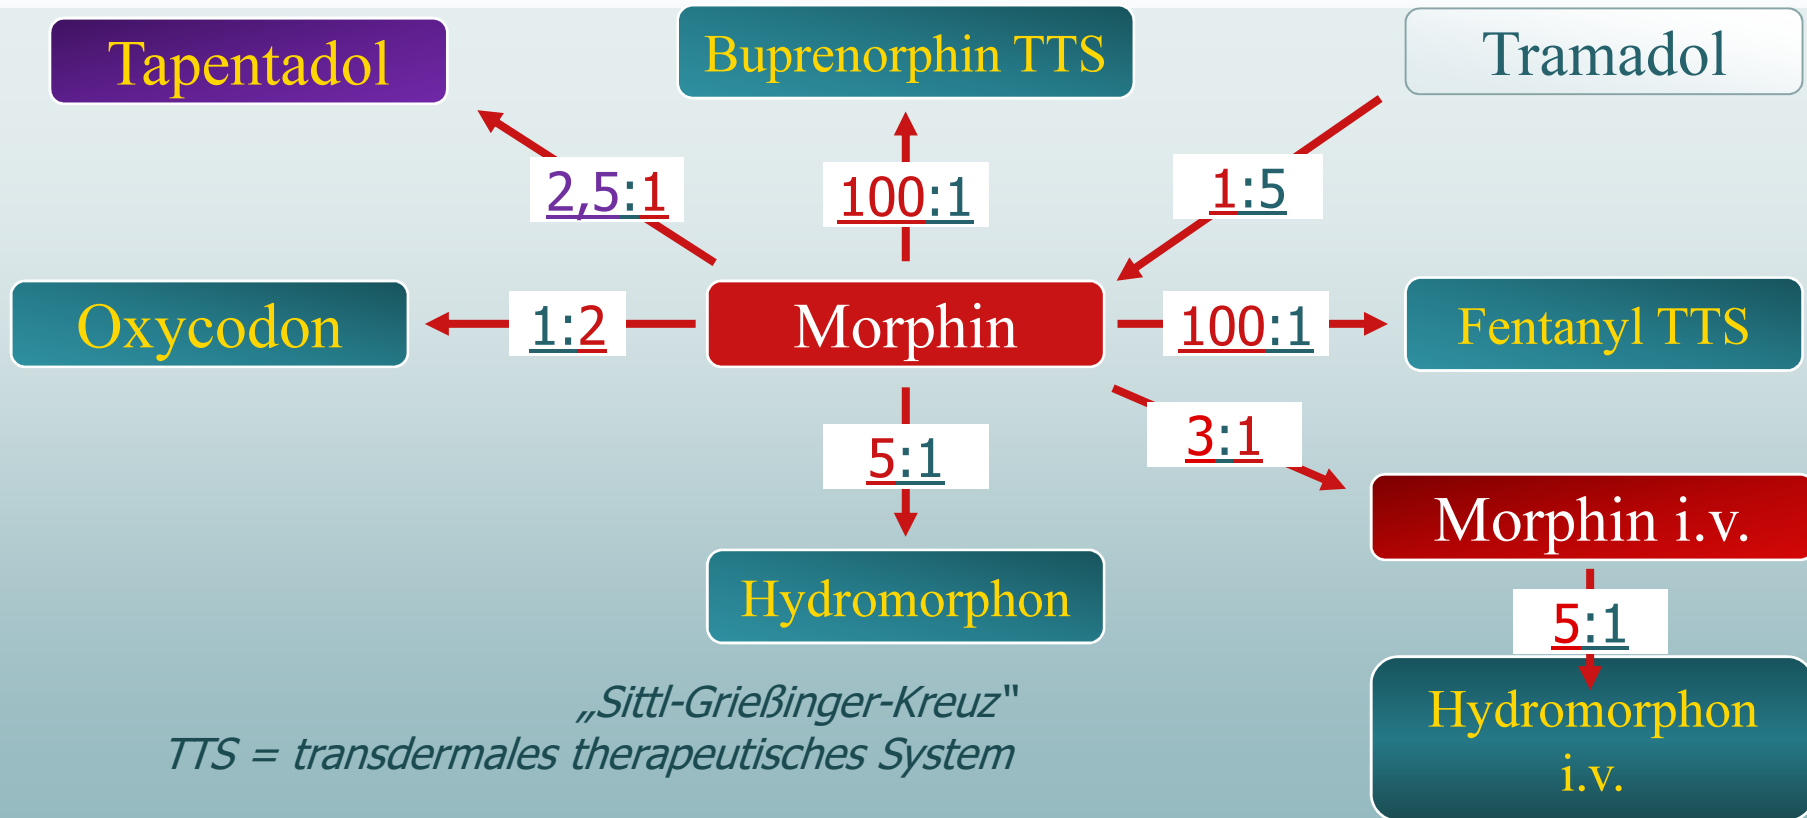 Tapentadol
Buprenorphin TTS
Tramadol
2,5:1
100:1
1:5
Oxycodon
1:2
Morphin
100:1
Fentanyl TTS
5:1
3:1
Morphin i.v.
Hydromorphon
5:1
„Sittl-Grießinger-Kreuz"
TTS = transdermales therapeutisches System
Hydromorphon
i.v.